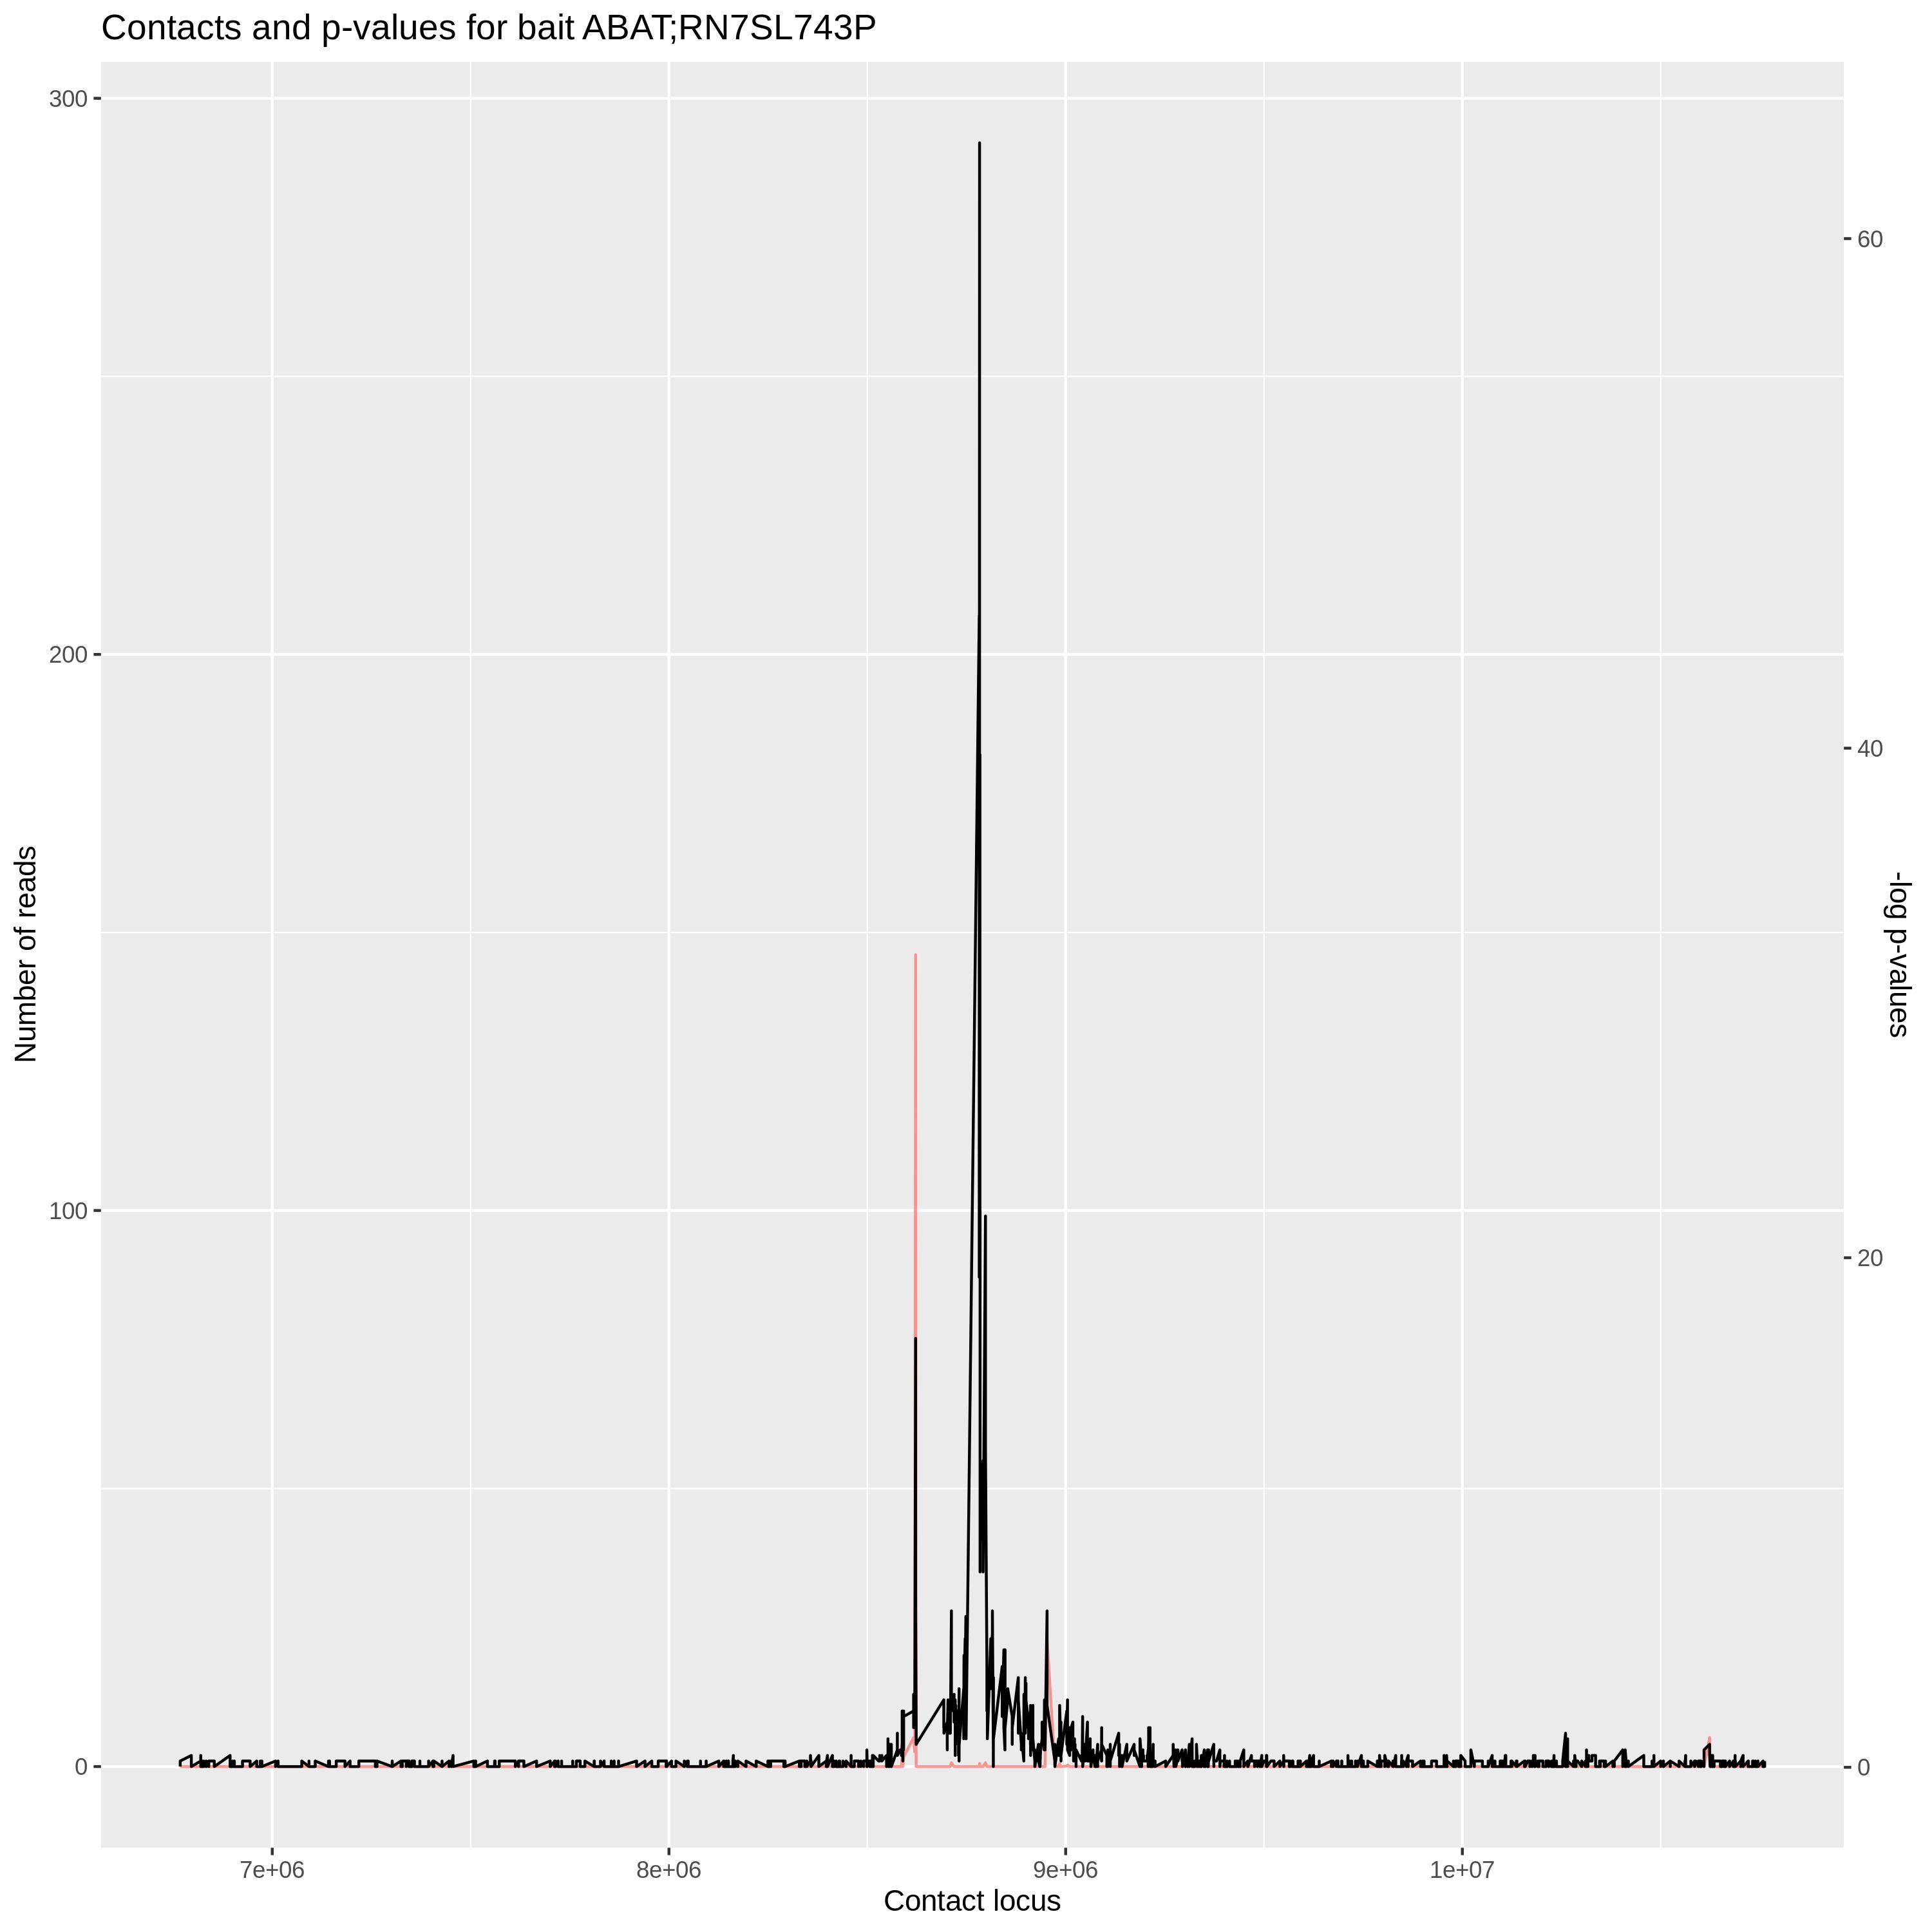 Contacts and p-values for bait ABAT;RN7SL743P
300
200
100
0
Number of reads
60
40
20
0
-log p-values
7e+06
8e+06
9e+06
1e+07
Contact locus